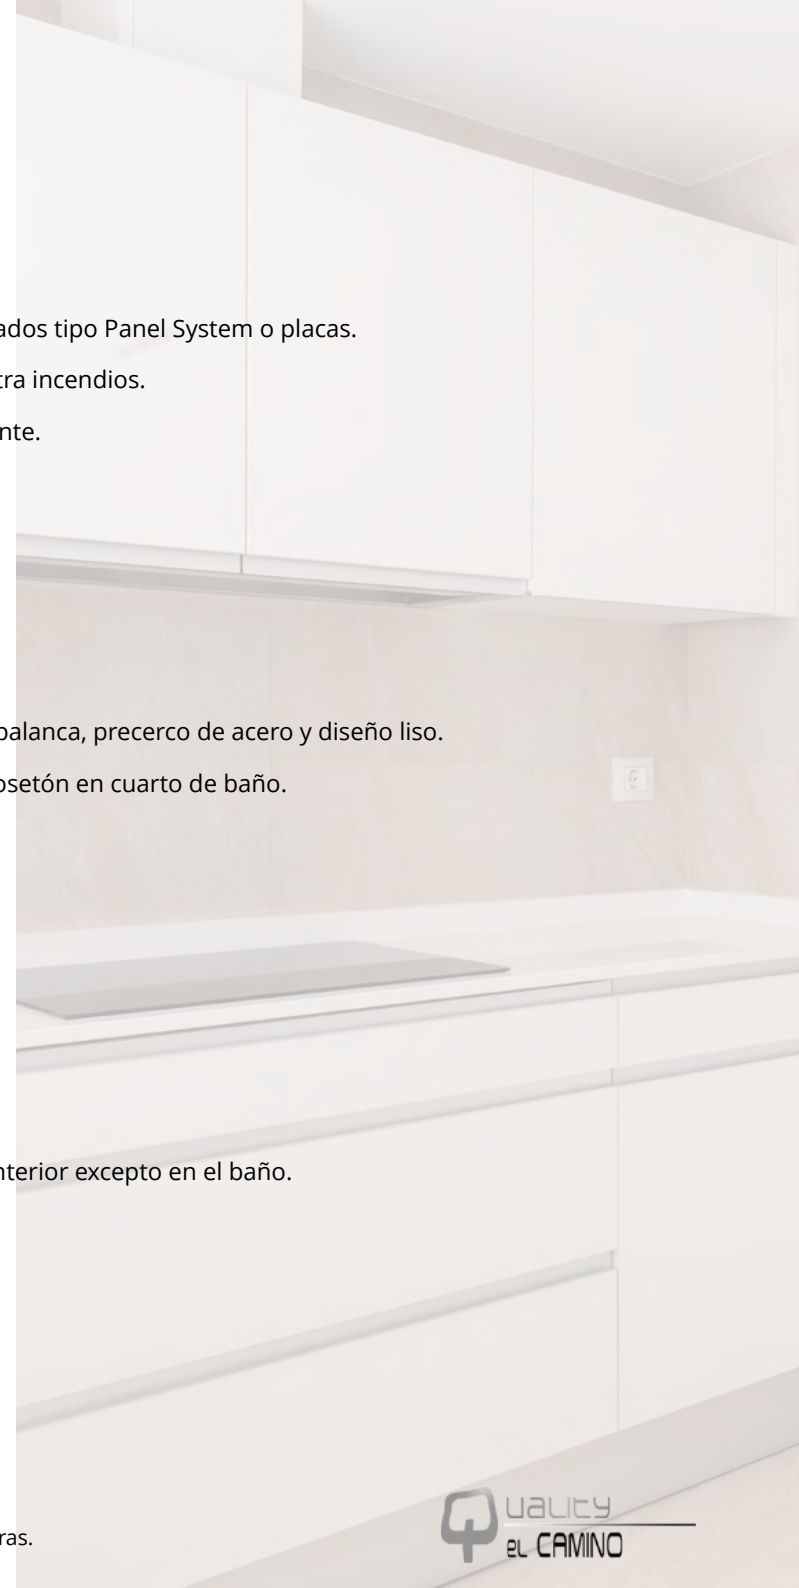 ados tipo Panel System o placas.
tra incendios.
nte.
palanca, precerco de acero y diseño liso.
osetón en cuarto de baño.
nterior excepto en el baño.
ras.
Quality
EL CAMINO